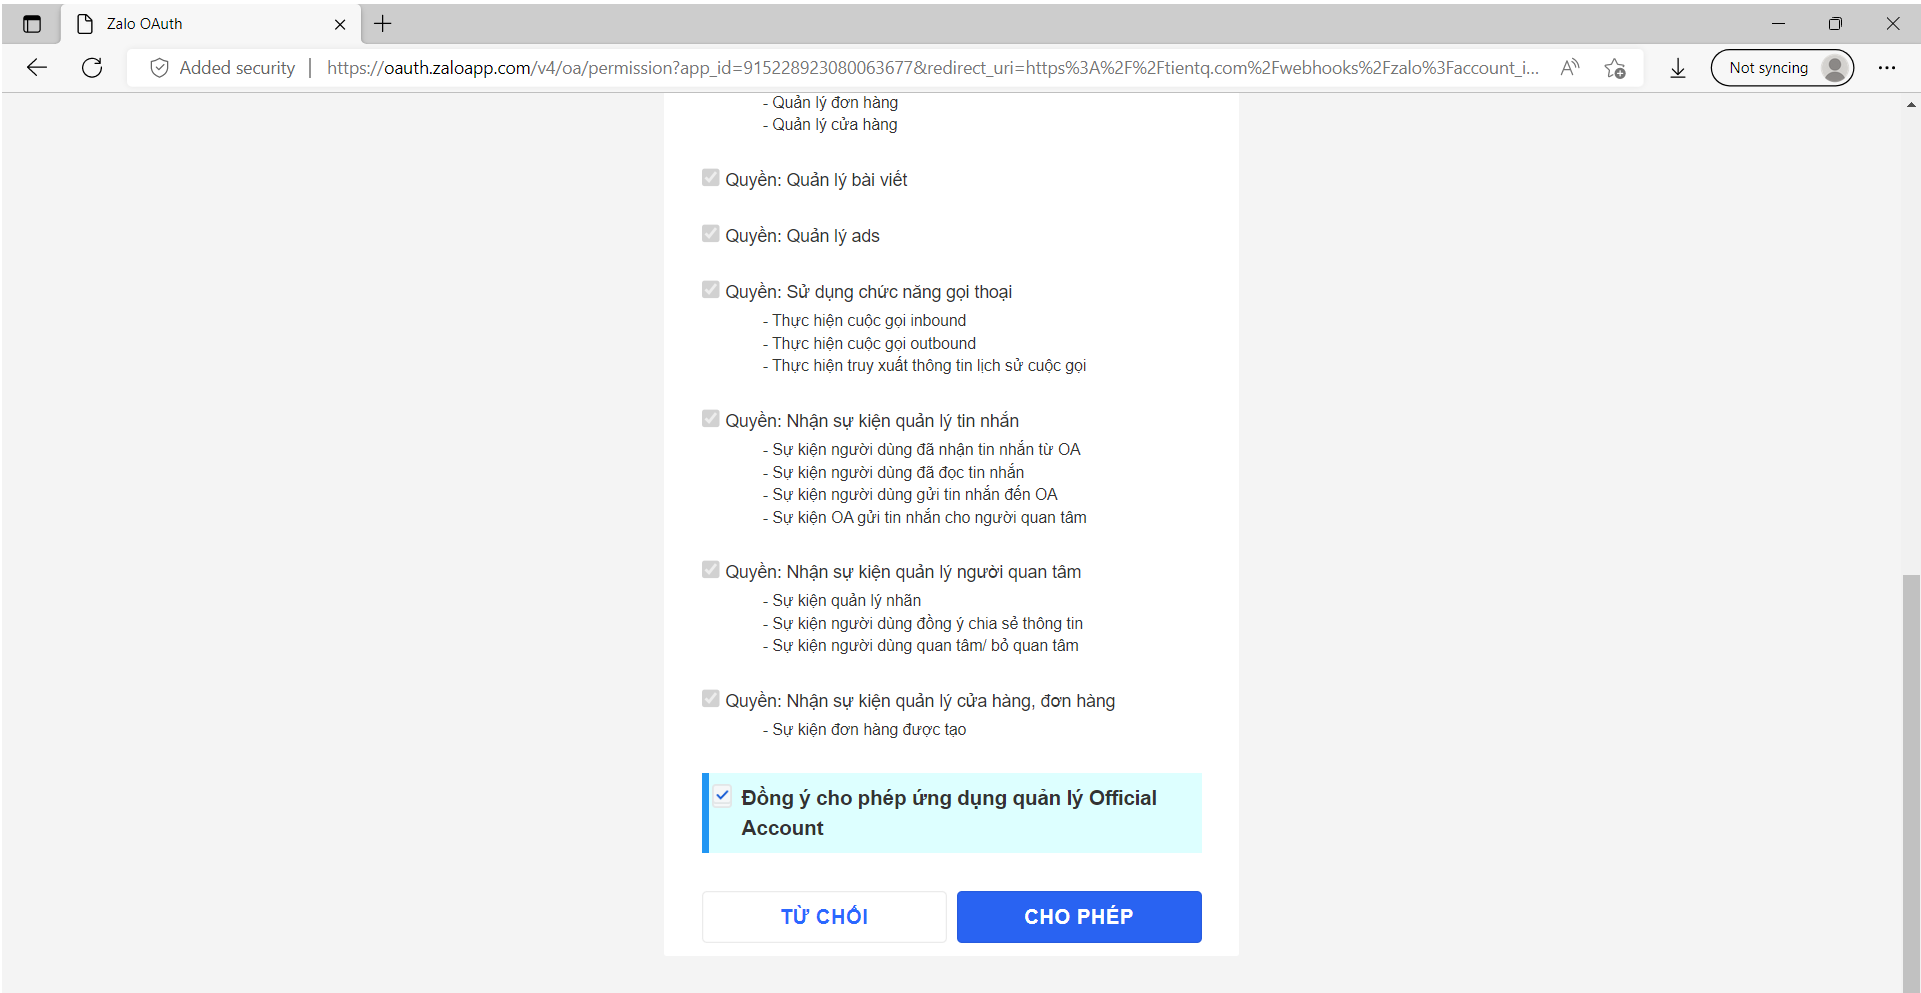 Zalo OAuth
Added security
https://oauth.zaloapp.com/v4/oa/permission?app_id=915228923080063677&redirect_uri=https%3A%2F%2Ftientq.com%2Fwebhooks%2Fzalo%3Faccount_i...
Not syncing
- Quản lý đơn hàng
- Quản lý cửa hàng
Quyền: Quản lý bài viết
Quyền: Quản lý ads
Quyền: Sử dụng chức năng gọi thoại
- Thực hiện cuộc gọi inbound
- Thực hiện cuộc gọi outbound
- Thực hiện truy xuất thông tin lịch sử cuộc gọi
Quyền: Nhận sự kiện quản lý tin nhắn
- Sự kiện người dùng đã nhận tin nhắn từ OA
- Sự kiện người dùng đã đọc tin nhắn
- Sự kiện người dùng gửi tin nhắn đến OA
- Sự kiện OA gửi tin nhắn cho người quan tâm
Quyền: Nhận sự kiện quản lý người quan tâm
- Sự kiện quản lý nhãn
- Sự kiện người dùng đồng ý chia sẻ thông tin
- Sự kiện người dùng quan tâm/ bỏ quan tâm
Quyền: Nhận sự kiện quản lý cửa hàng, đơn hàng
- Sự kiện đơn hàng được tạo
Đồng ý cho phép ứng dụng quản lý Official
Account
TỪ CHỐI
CHO PHÉP